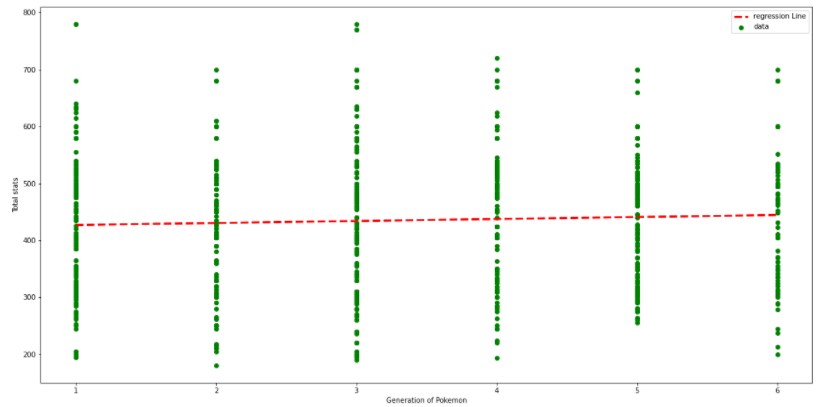 regression Line
data
800
700
600
500
400
300
200
Total stats
1 2 3 4 5 6
Generation of Pokemon